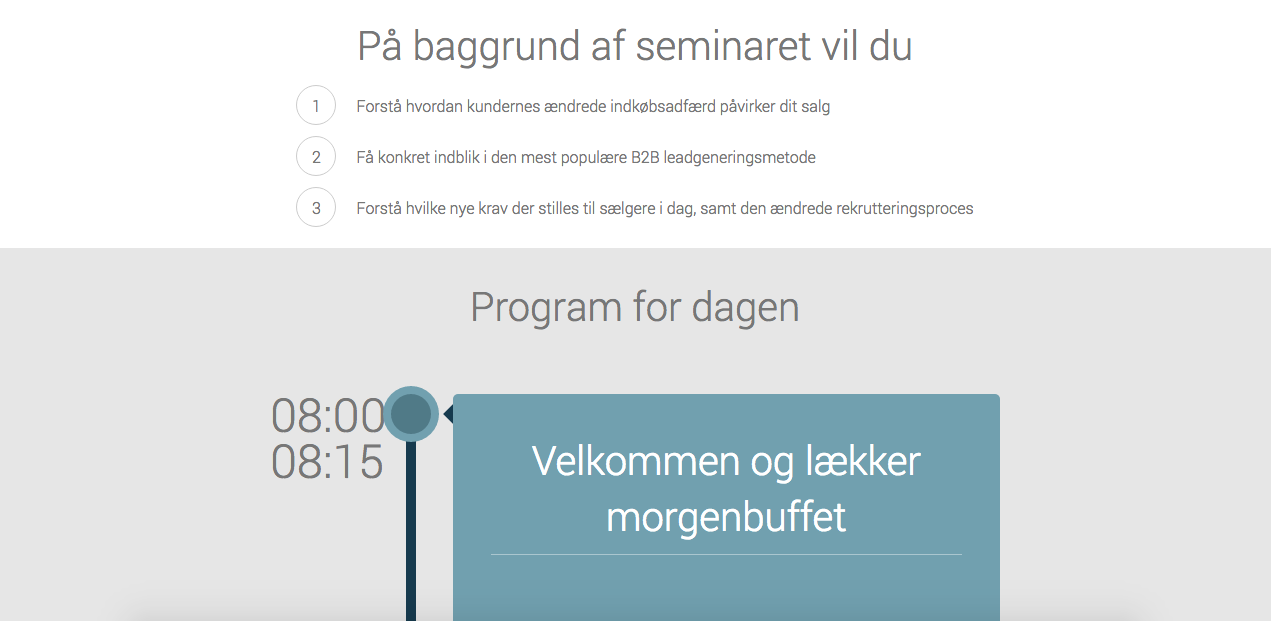 På baggrund af seminaret vil du
1 Forstå hvordan kundernes ændrede indkøbsadfærd påvirker dit salg
2 Få konkret indblik i den mest populære B2B leadgeneringsmetode
3 Forstå hvilke nye krav der stilles til sælgere i dag, samt den ændrede rekrutteringsproces
Program for dagen
08:00
08:15
Velkommen og lækker
morgenbuffet